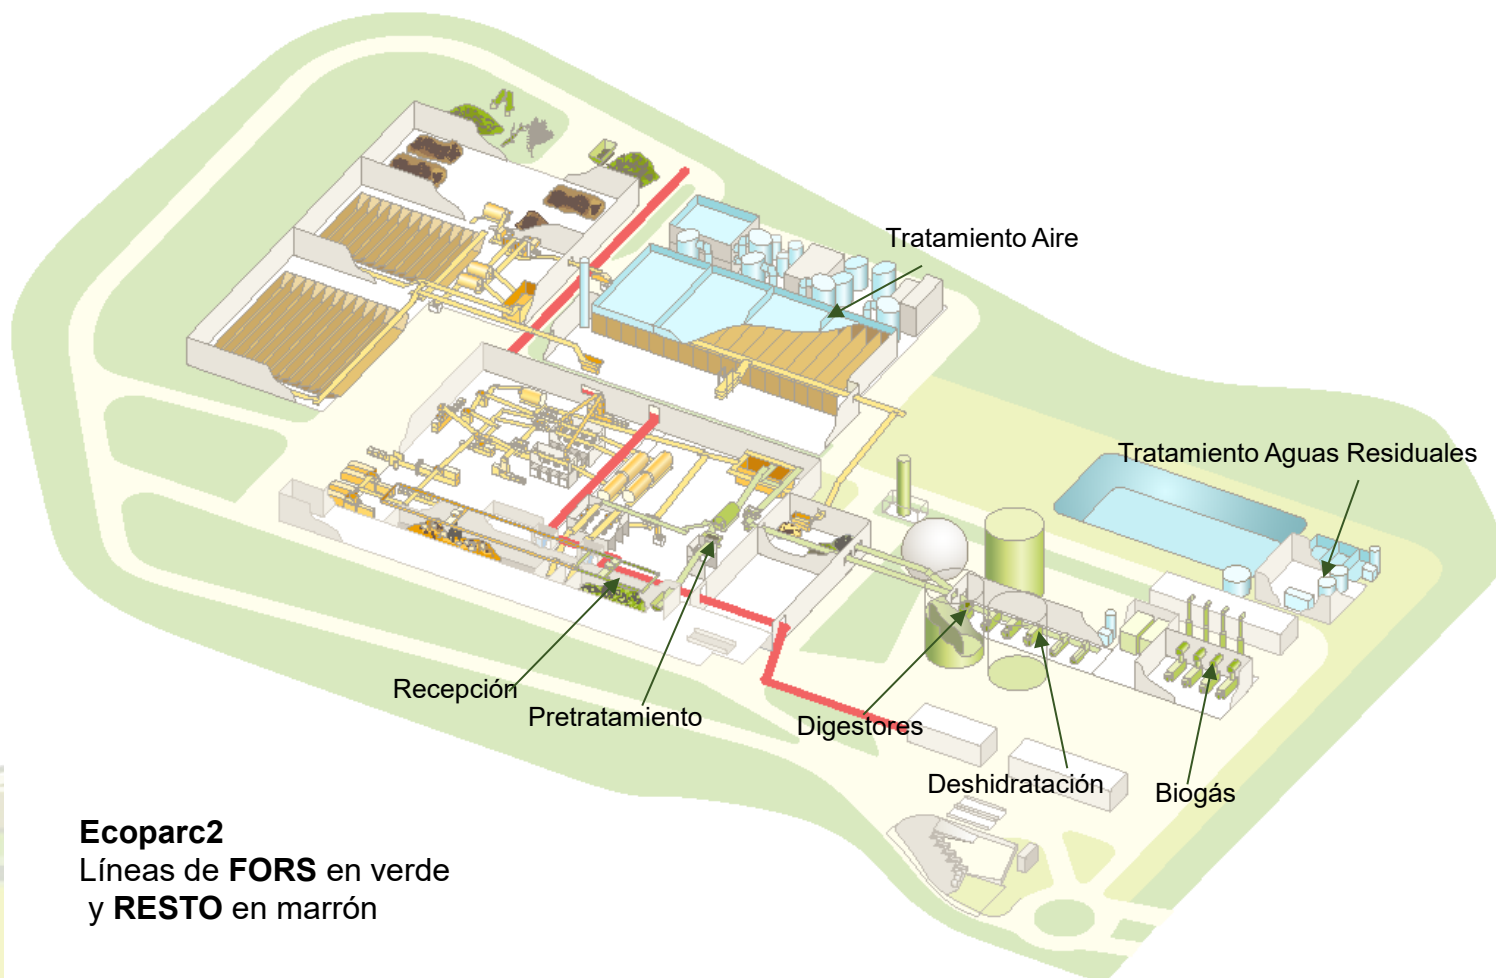 Tratamiento Aire
Tratamiento Aguas Residuales
Recepción
Pretratamiento
Digestores
Deshidratación
Biogás
Ecoparc2
Líneas de FORS en verde
y RESTO en marrón